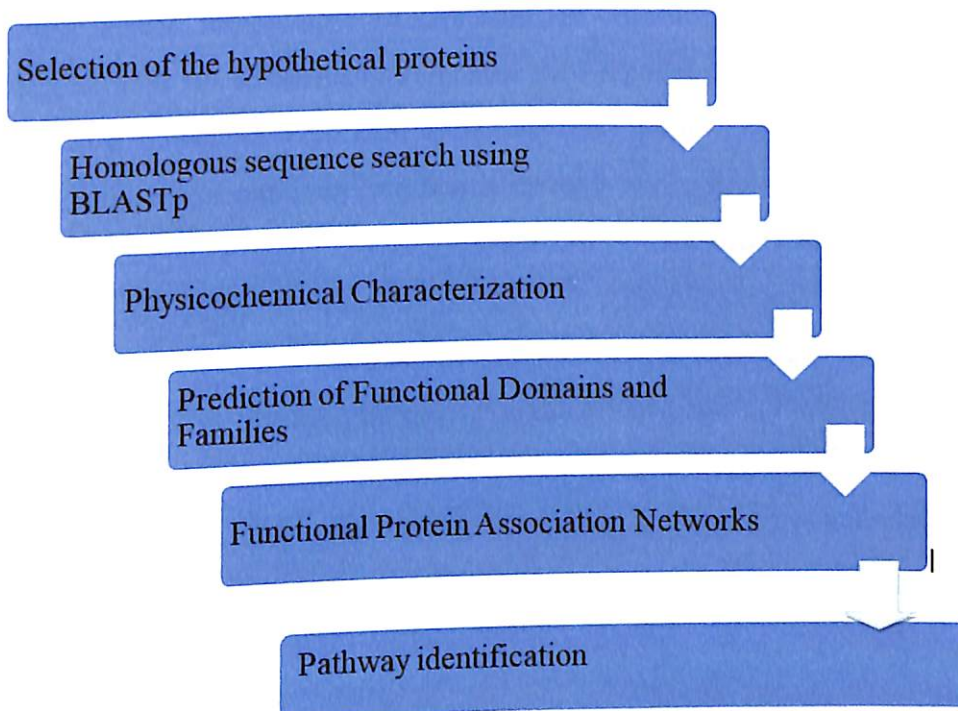 Selection of the hypothetical proteins
Homologous sequence search using
BLASTp
Physicochemical Characterization
Prediction of Functional Domains and
Families
Functional Protein Association Networks
Pathway identification